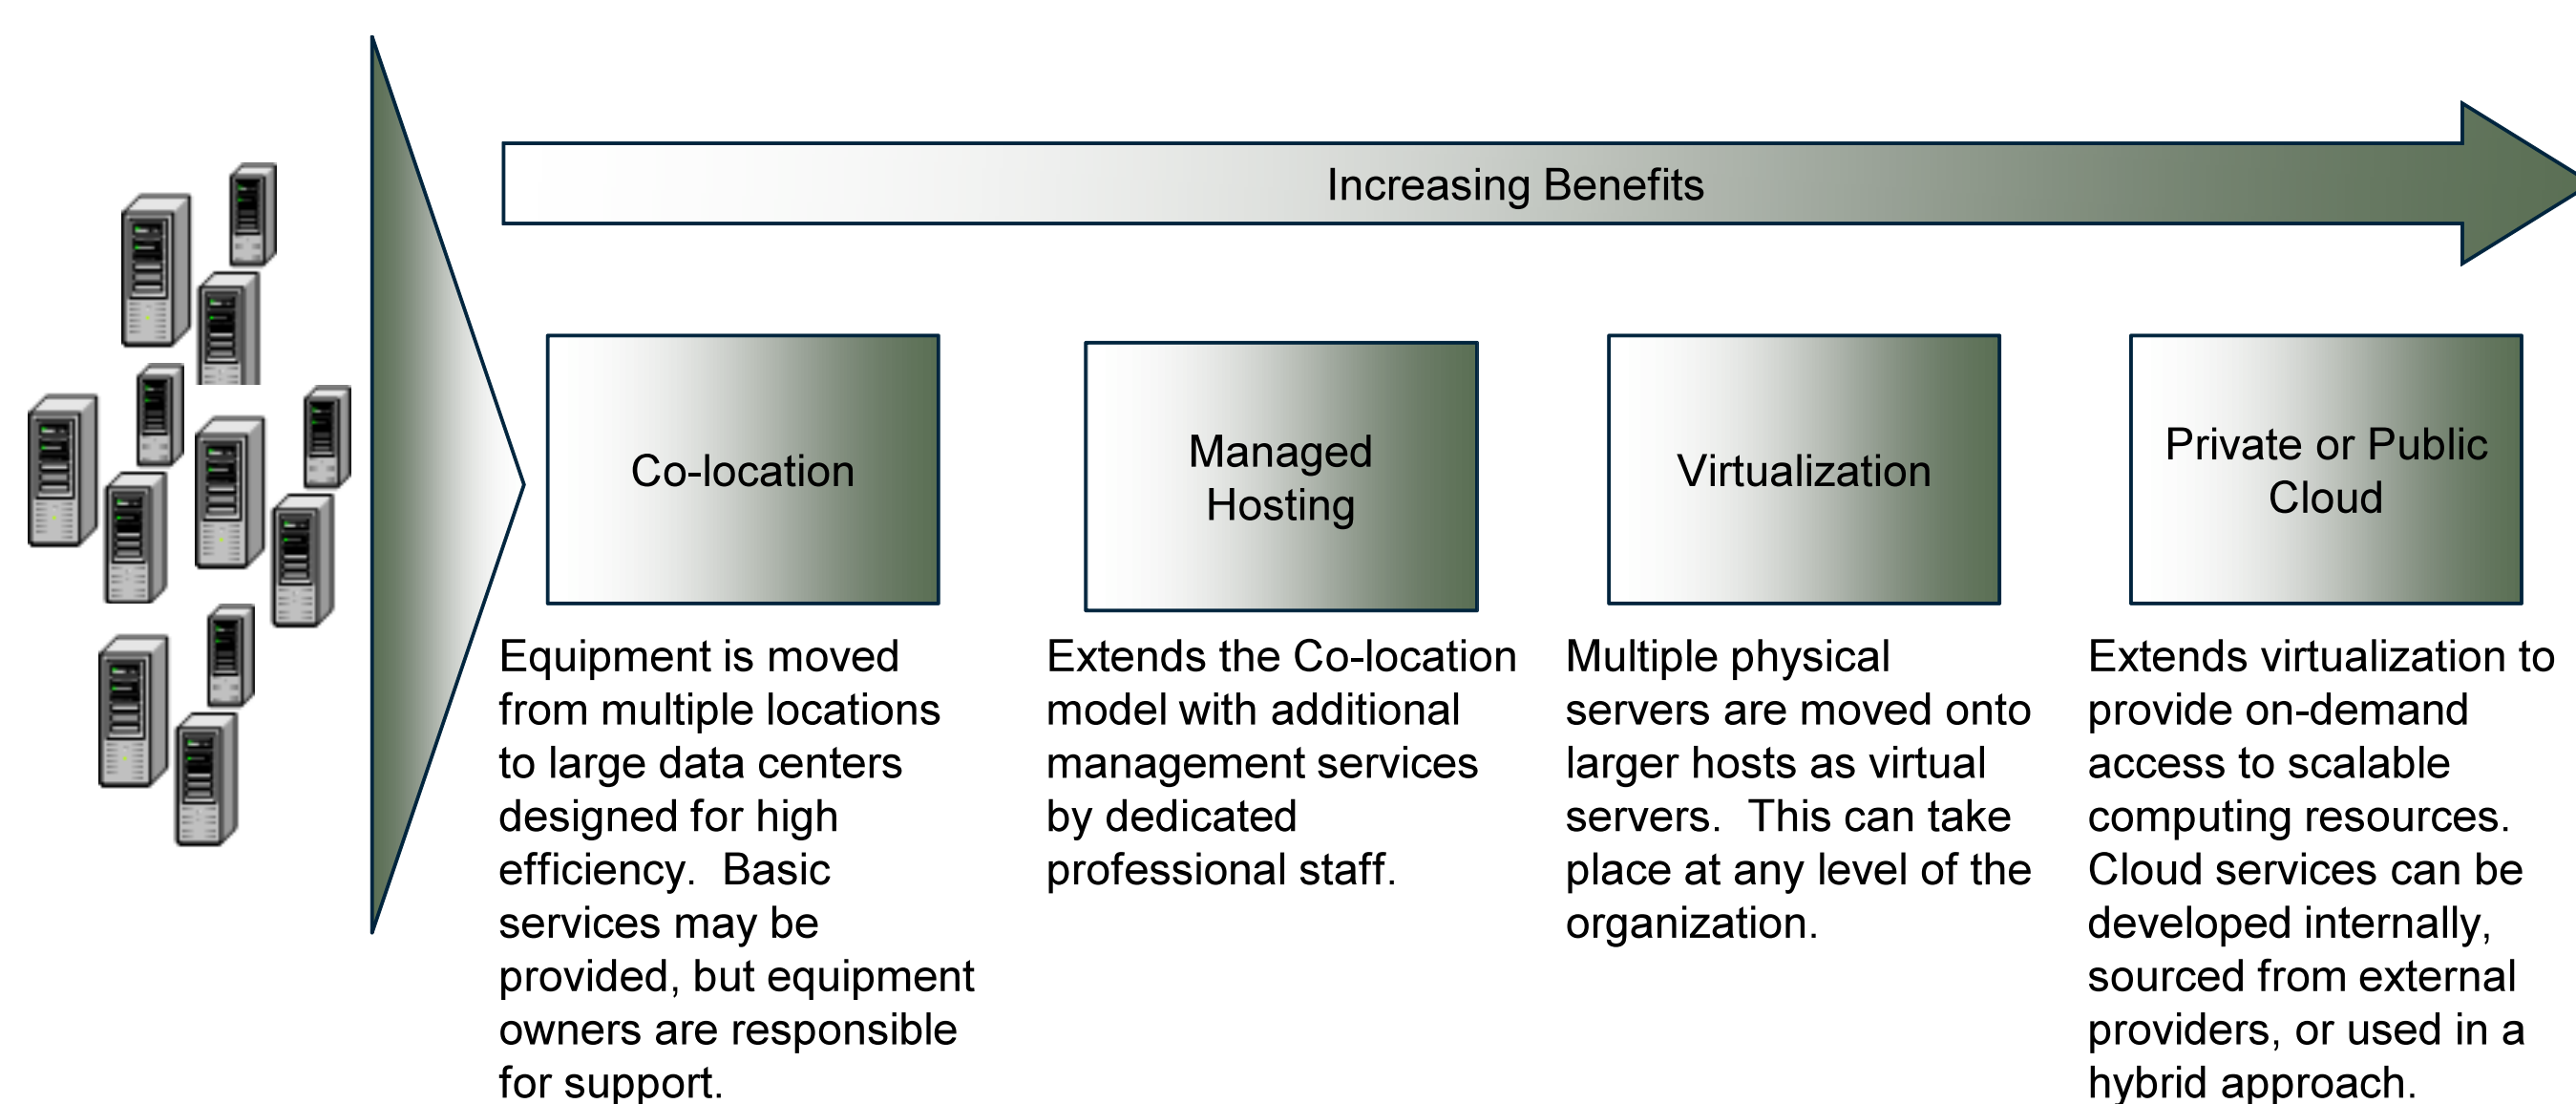 Increasing Benefits
Co-location
Managed
Hosting
Virtualization
Private or Public
Cloud
Equipment is moved
from multiple locations
to large data centers
designed for high
efficiency.  Basic
services may be
provided, but equipment
owners are responsible
for support.
Extends the Co-location
model with additional
management services
by dedicated
professional staff.
Multiple physical
servers are moved onto
larger hosts as virtual
servers.  This can take
place at any level of the
organization.
Extends virtualization to
provide on-demand
access to scalable
computing resources.
Cloud services can be
developed internally,
sourced from external
providers, or used in a
hybrid approach.